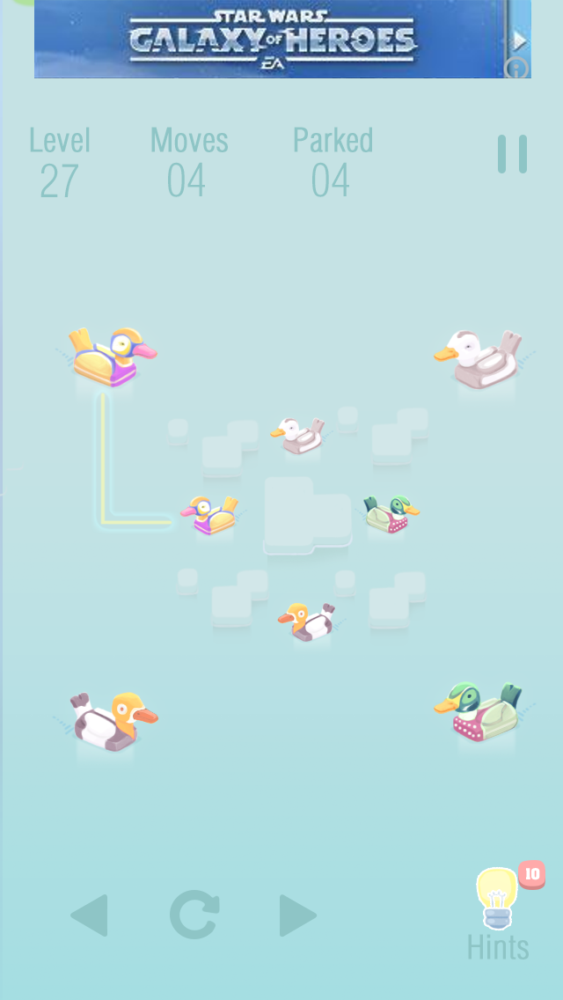 STAR WARS
GALAXY OF HEROES
EA
Level Moves Parked
27 04 04
10
Hints